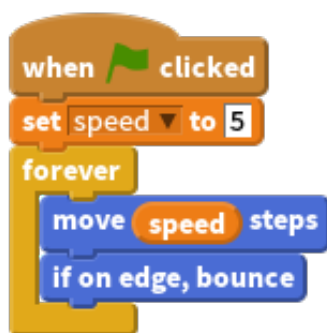 when clicked
set speed to 5
forever
move speed steps
if on edge, bounce